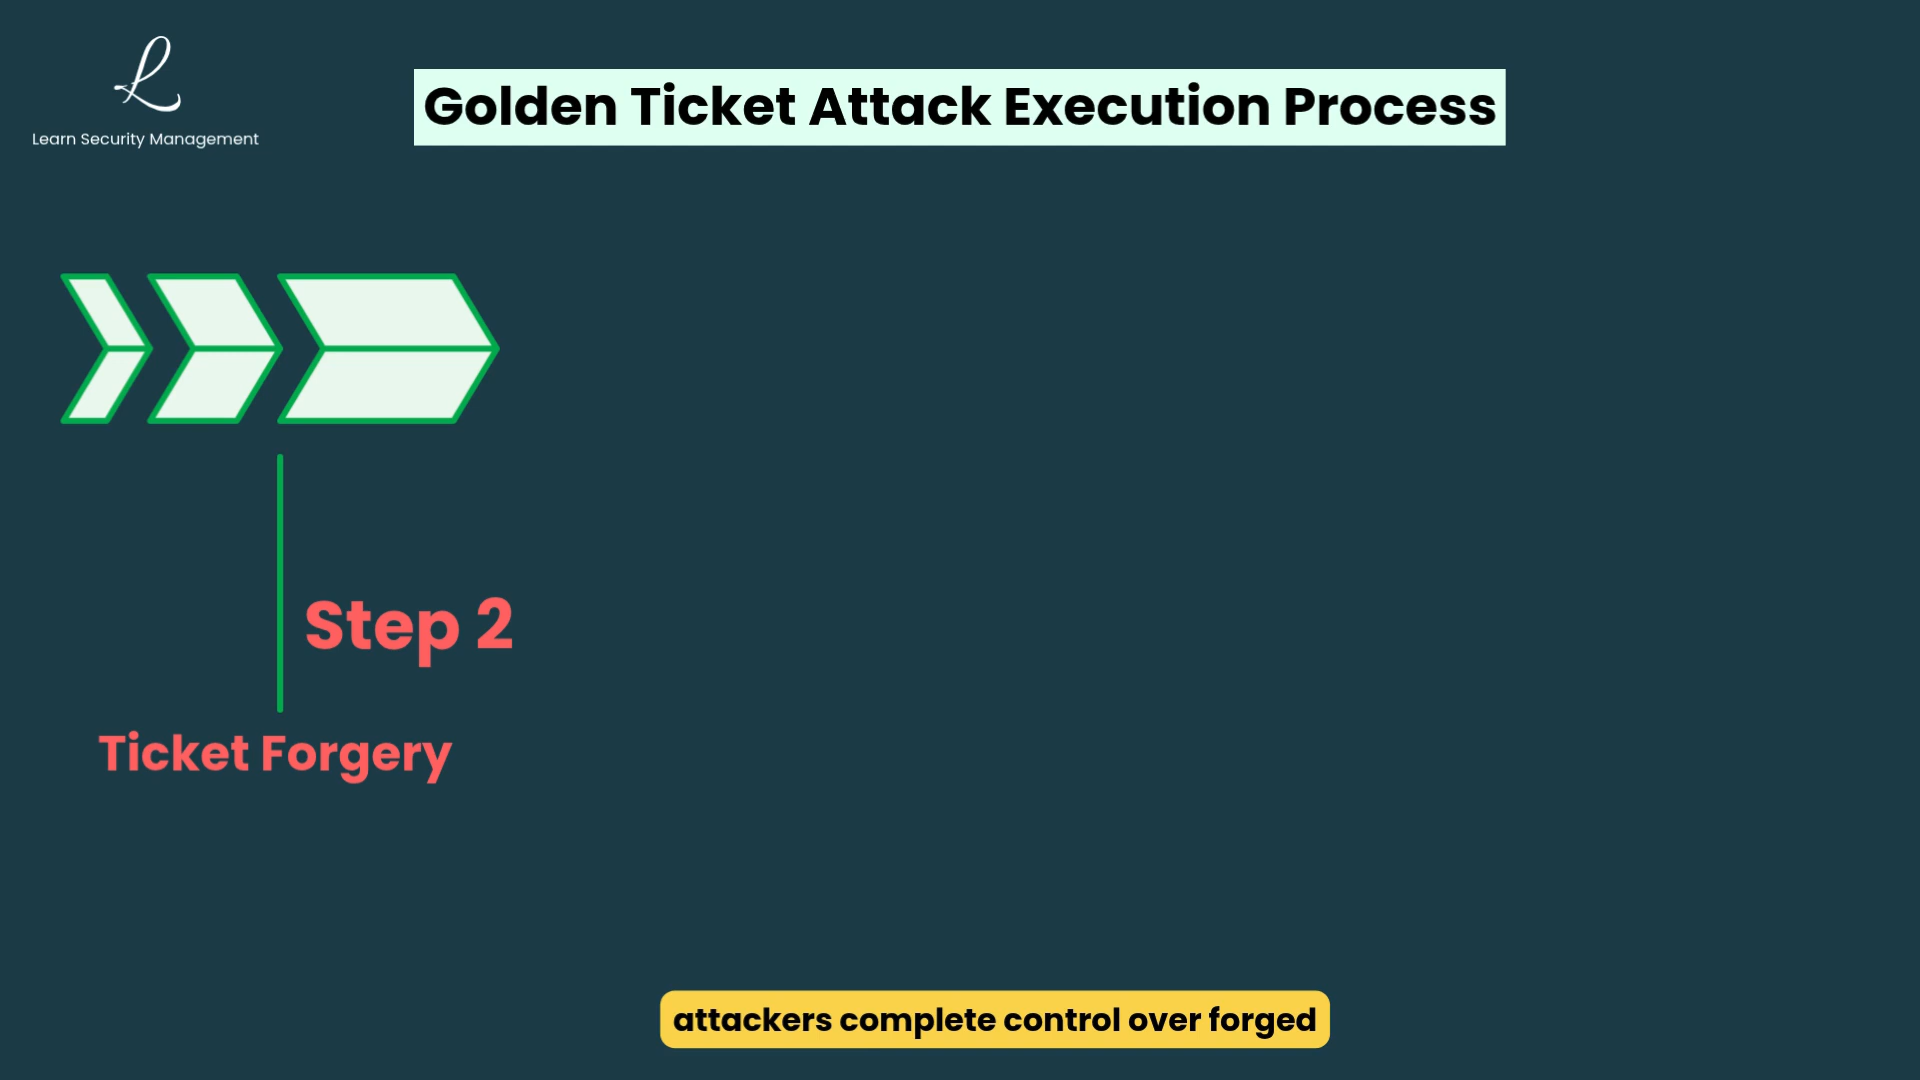 L
Learn Security Management
Golden Ticket Attack Execution Process
Step 2
Ticket Forgery
attackers complete control over forged